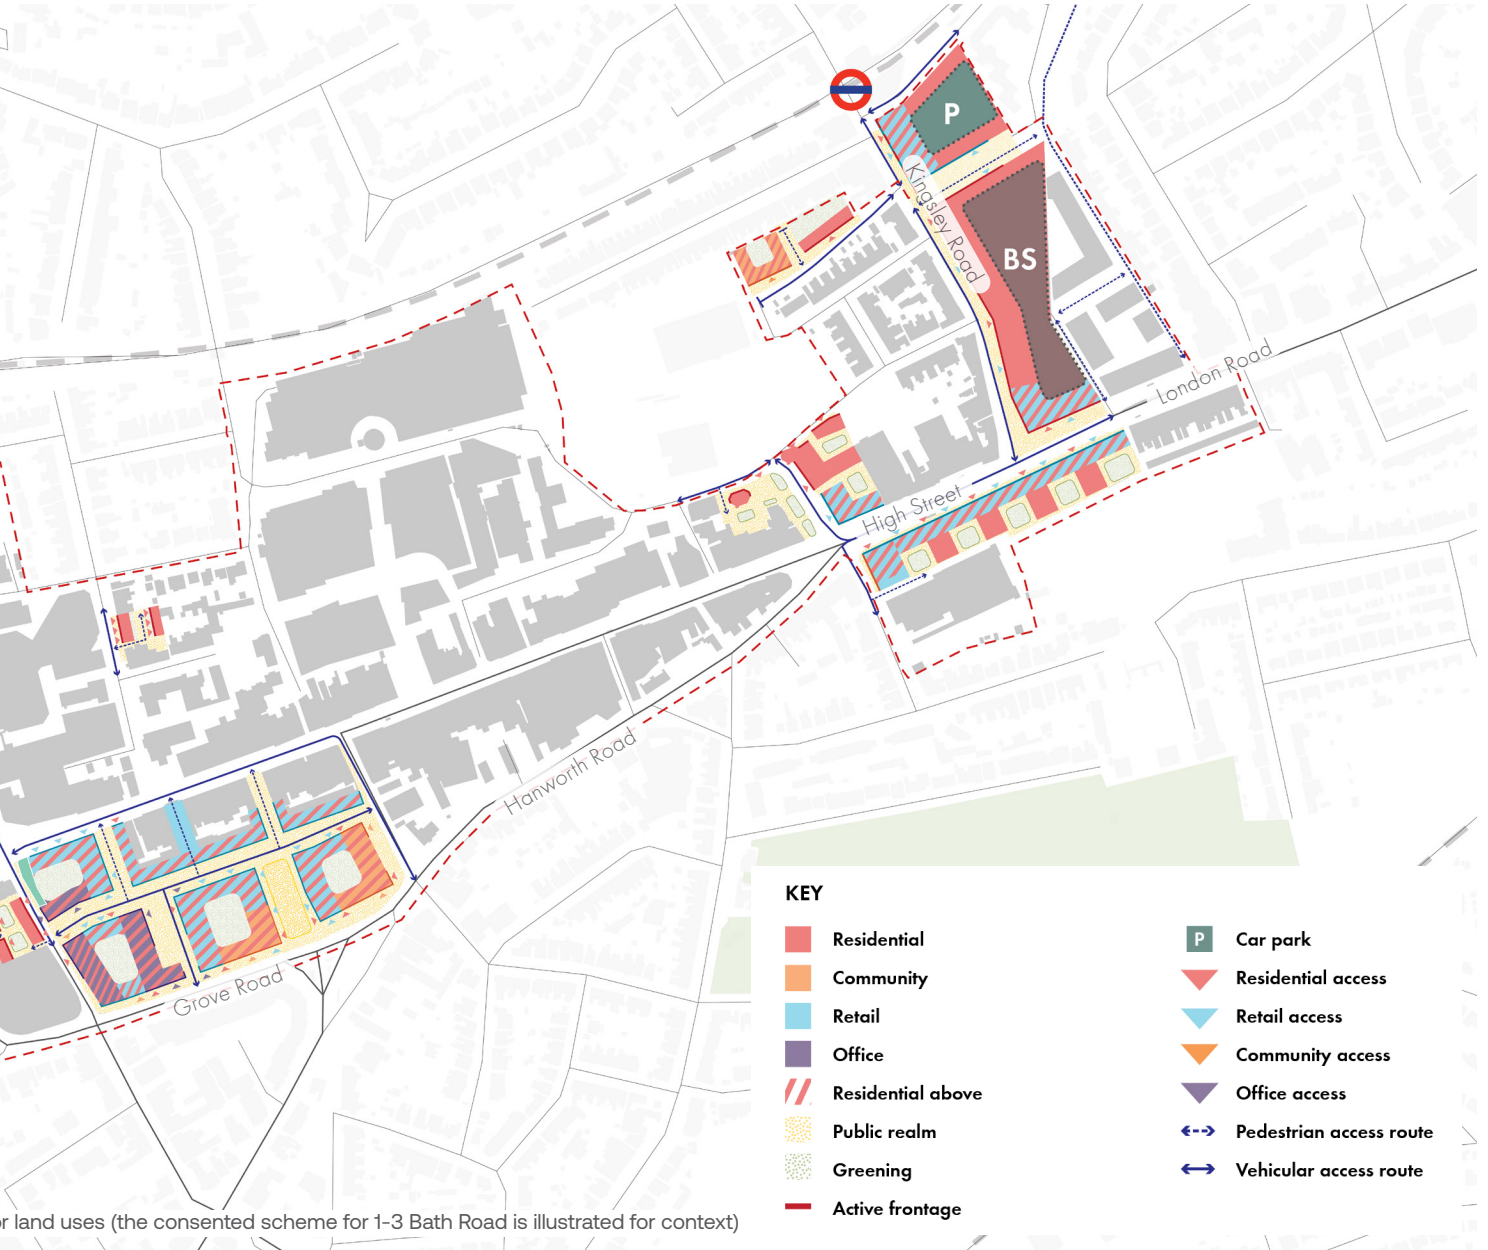 P
Kingsley Road
BS
London Road
High Street
Hanworth Road
Grove Road
KEY
Residential
Community
Retail
Office
Residential above
Public realm
Greening
Active frontage
P
Car park
Residential access
Retail access
Community access
Office access
Pedestrian access route
Vehicular access route
or land uses (the consented scheme for 1-3 Bath Road is illustrated for context)